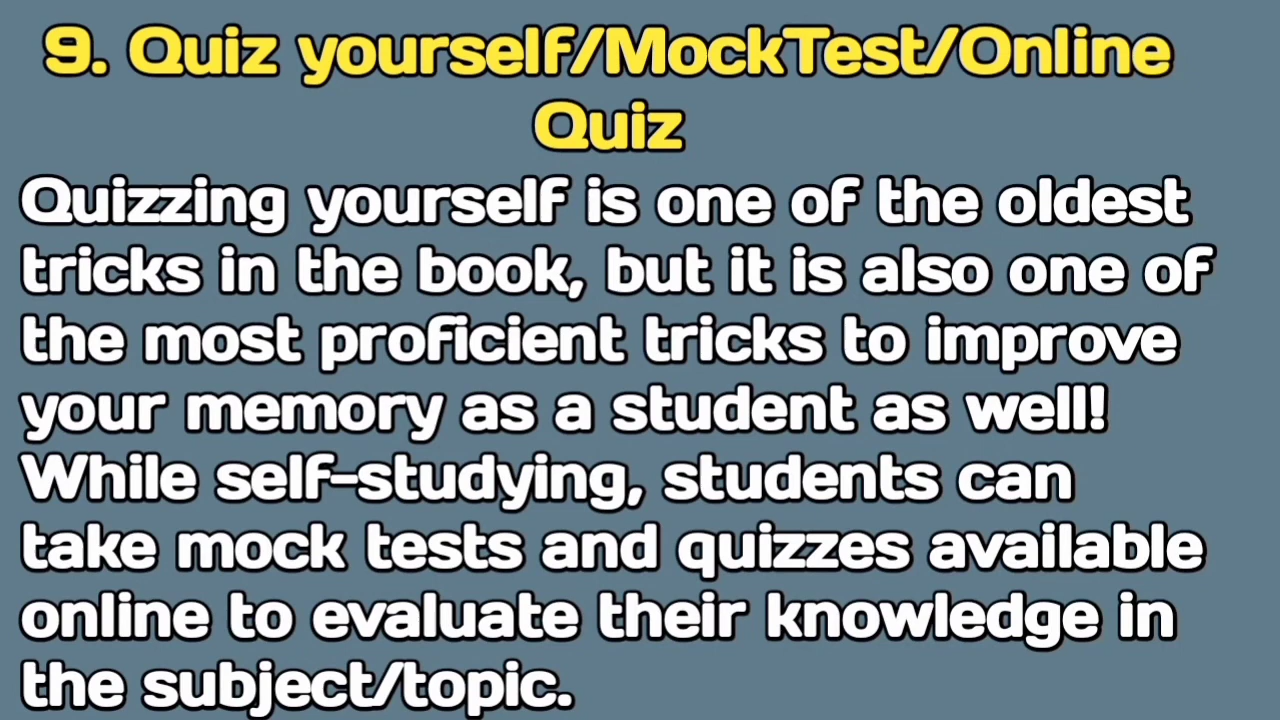 9. Quiz yourself/MockTest/Online
Quiz
Quizzing yourself is one of the oldest
tricks in the book, but it is also one of
the most proficient tricks to improve
your memory as a student as well!
While self-studying, students can
take mock tests and quizzes available
online to evaluate their knowledge in
the subject/topic.